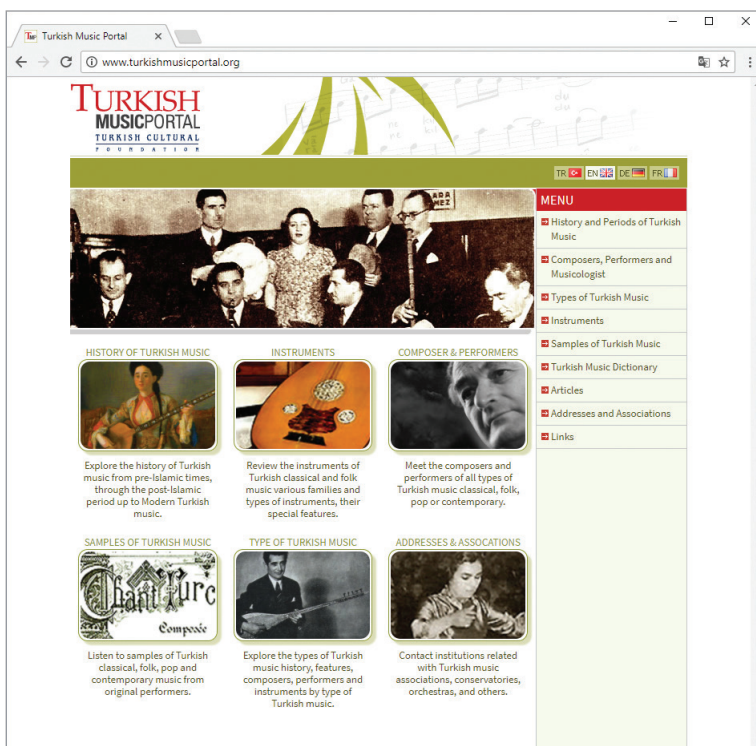 Turkish Music Portal
www.turkishmusicportal.org
TURKISH
MUSICPORTAL
TURKISH CULTURAL
FOUNDATION
du
du
TR EN DE FR
MENU
History and Periods of Turkish
Music
Composers, Performers and
Musicologist
Types of Turkish Music
Instruments
Samples of Turkish Music
Turkish Music Dictionary
Articles
Addresses and Associations
Links
HISTORY OF TURKISH MUSIC
Explore the history of Turkish
music from pre-Islamic times,
through the post-Islamic
period up to Modern Turkish
music.
INSTRUMENTS
Review the instruments of
Turkish classical and folk
music various families and
types of instruments, their
special features.
COMPOSER & PERFORMERS
Meet the composers and
performers of all types of
Turkish music classical, folk,
pop or contemporary.
SAMPLES OF TURKISH MUSIC
Chant Turc
Composée
Listen to samples of Turkish
classical, folk, pop and
contemporary music from
original performers.
TYPE OF TURKISH MUSIC
Explore the types of Turkish
music history, features,
composers, performers and
instruments by type of
Turkish music.
ADDRESSES & ASSOCATIONS
Contact institutions related
with Turkish music
associations, conservatories,
orchestras, and others.